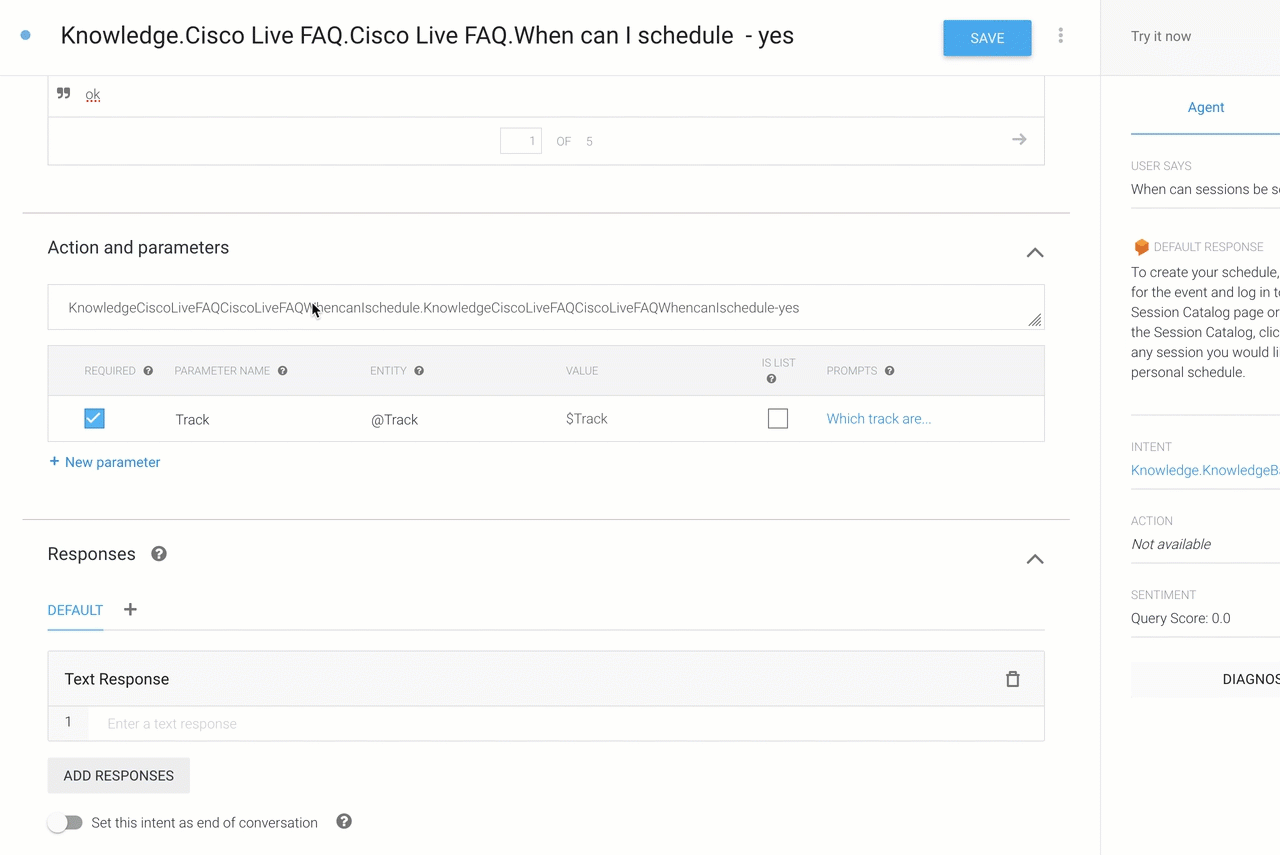 Knowledge.Cisco Live FAQ.Cisco Live FAQ.When can I schedule - yes
SAVE
Try it now
ok
1 OF 5
Action and parameters
KnowledgeCiscoLiveFAQCiscoLiveFAQWhencanIschedule.KnowledgeCiscoLiveFAQCiscoLiveFAQWhencanIschedule-yes
REQUIRED PARAMETER NAME ENTITY VALUE IS LIST PROMPTS
Track @Track $Track Which track are...
+ New parameter
Responses
DEFAULT +
Text Response
1 Enter a text response
ADD RESPONSES
Set this intent as end of conversation
Agent
USER SAYS
When can sessions be
DEFAULT RESPONSE
To create your schedule,
for the event and log in
Session Catalog page or
the Session Catalog,
any session you would
personal schedule.
INTENT
Knowledge.KnowledgeB
ACTION
Not available
SENTIMENT
Query Score: 0.0
DIAGNOS